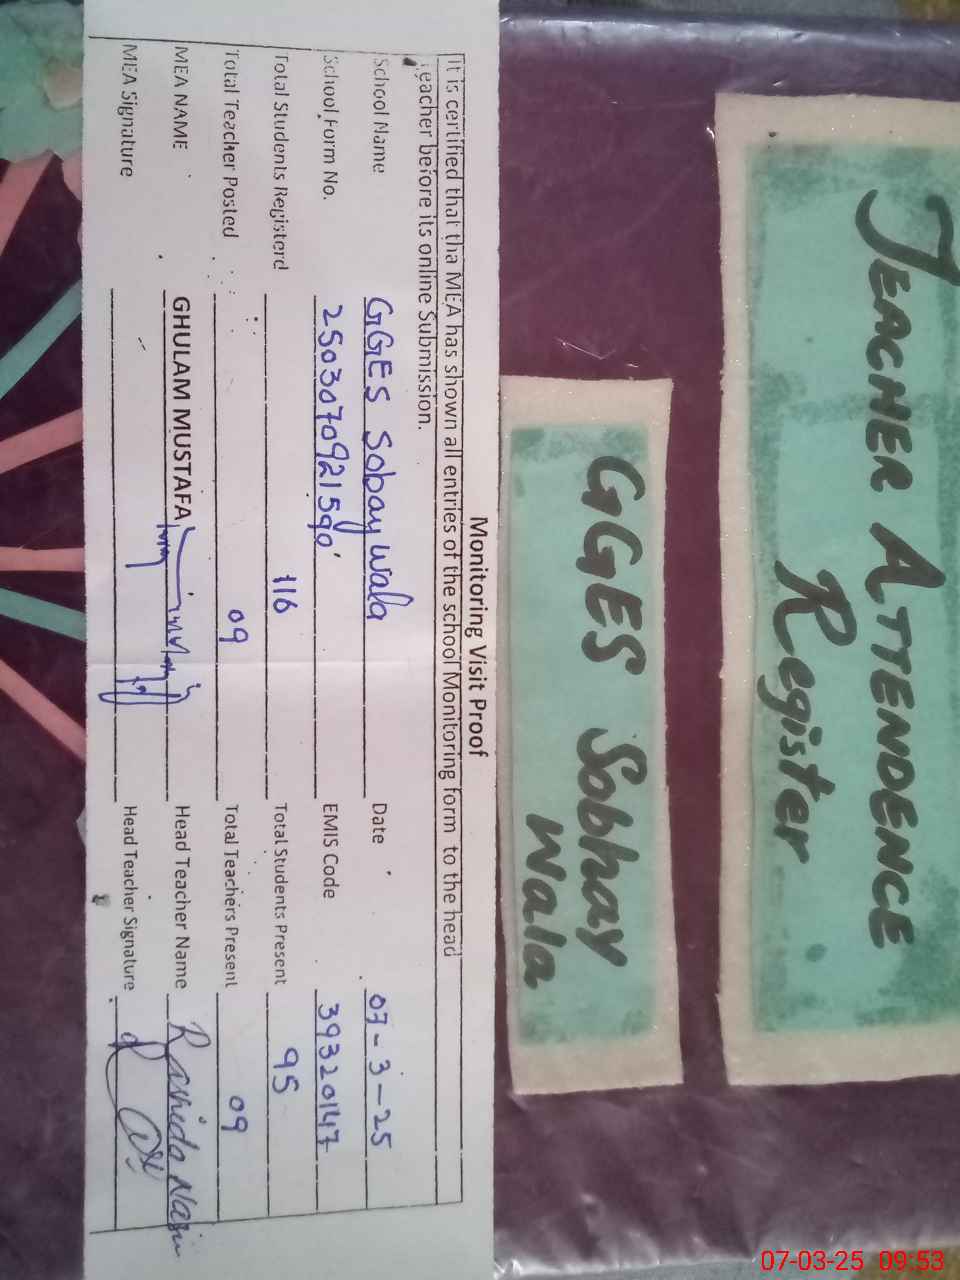 TEACHER ATTENDENCE
Register
GGES Sobhay
Wala
Monitoring Visit Proof
It is certified that tha MEA has shown all entries of the school Monitoring form to the head
Teacher before its online Submission.
School Name GGES Sobay wala Date 07-3-25
School Form No. 2503070921590 EMIS Code 39320147
Total Students Registerd 116 Total Students Present 95
Total Teacher Posted 09 Total Teachers Present 09
MEA NAME GHULAM MUSTAFA Head Teacher Name Rashida
MEA Signature Head Teacher Signature
07-03-25 09:53